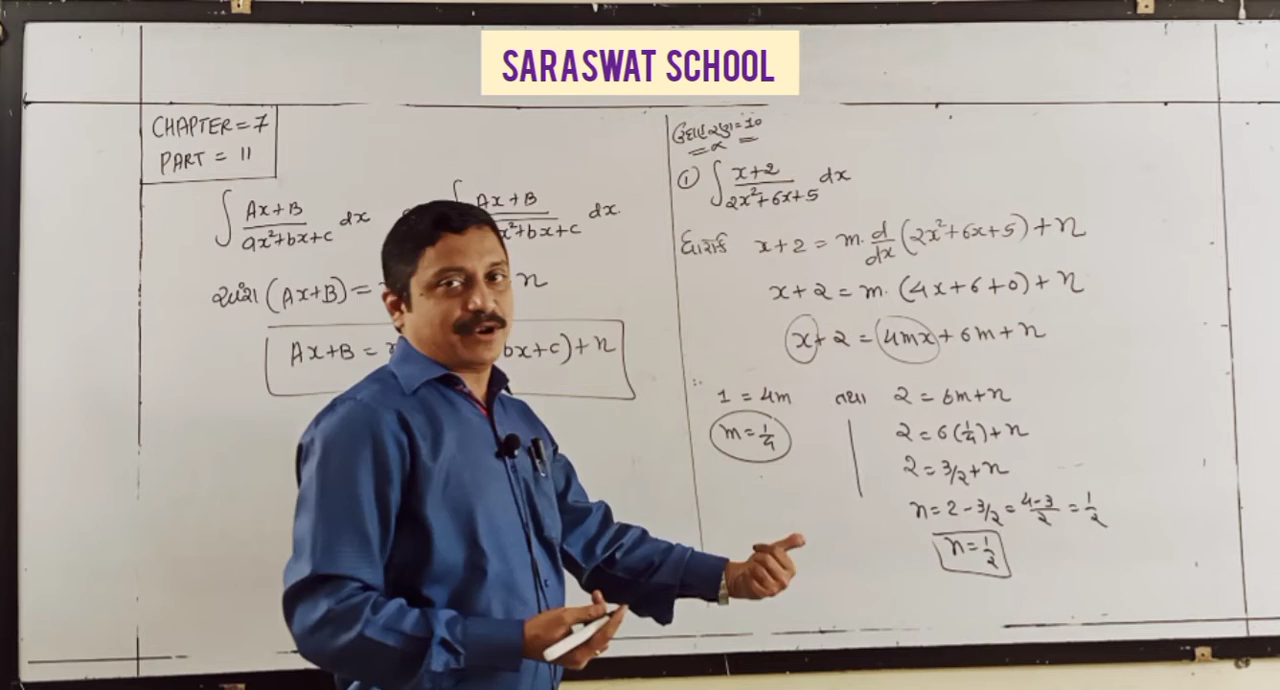 SARASWAT SCHOOL
CHAPTER = 7
PART = 11
∫ Ax+B / ax²+bx+c dx
∫ Ax+B / x²+bx+c dx.
અંશ (Ax+B) = n
Ax+B = bx+c) + n
ઉદાહરણ = 10
① ∫ x+2 / 2x²+6x+5 dx
ધારો કે x+2 = m. d/dx (2x²+6x+5) + n
x+2 = m. (4x+6+0) + n
x+2 = 4mx + 6m + n
∴ 1 = 4m તથા 2 = 6m+n
m = 1/4
2 = 6(1/4) + n
2 = 3/2 + n
n = 2 - 3/2 = 4-3/2 = 1/2
n = 1/2